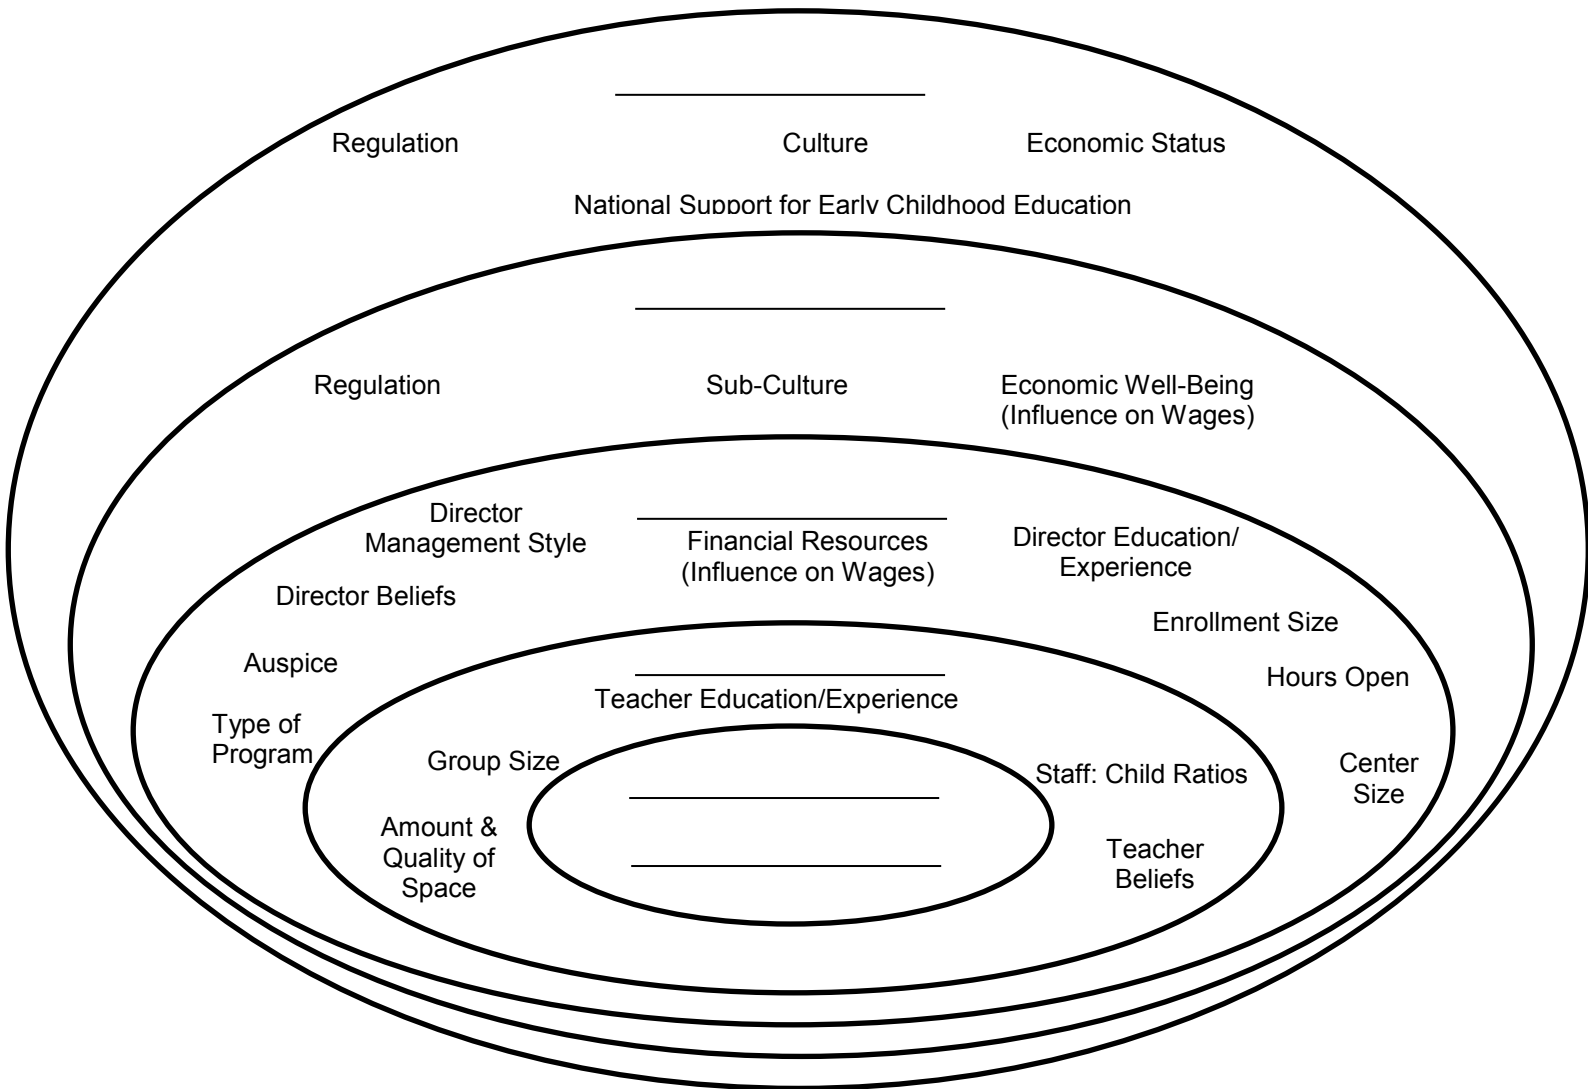 Regulation Culture Economic Status
National Support for Early Childhood Education
Regulation Sub-Culture Economic Well-Being
(Influence on Wages)
Director
Management Style
Financial Resources
(Influence on Wages)
Director Education/
Experience
Director Beliefs
Enrollment Size
Auspice
Hours Open
Teacher Education/Experience
Type of
Program
Group Size
Staff: Child Ratios
Center
Size
Amount &
Quality of
Space
Teacher
Beliefs